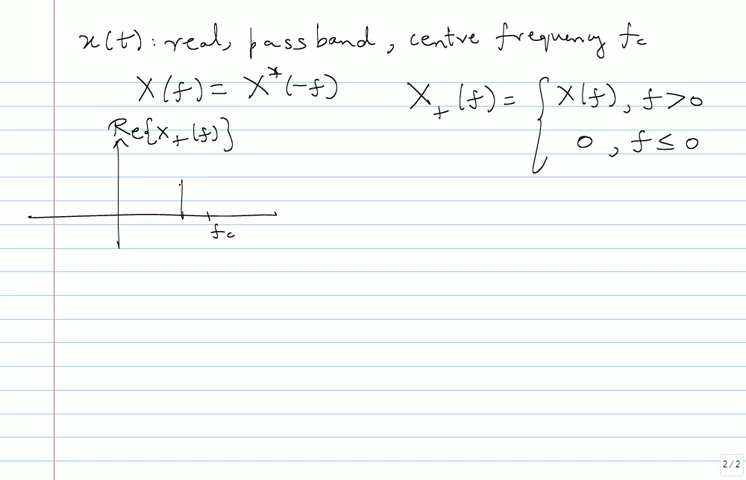 x(t): real, passband, centre frequency fc
X(f) = X*(-f)
X+(f) = { X(f), f > 0
0, f ≤ 0
Re{X+(f)}
fc
2/2